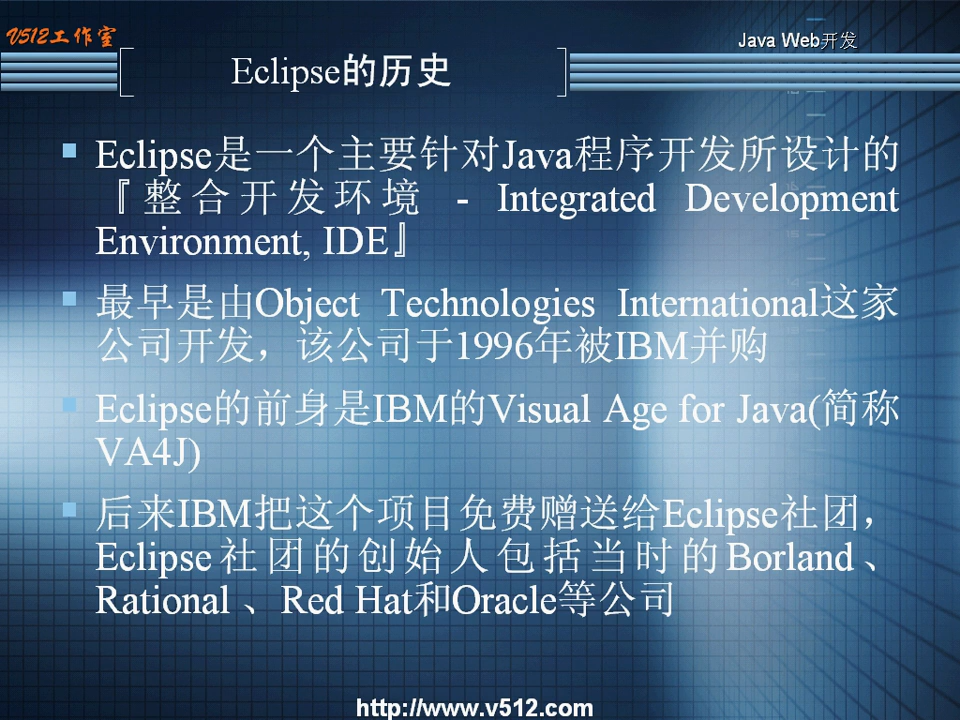 V512工作室
Java Web开发
Eclipse的历史
Eclipse是一个主要针对Java程序开发所设计的
『整合开发环境 - Integrated Development
Environment, IDE』
最早是由Object Technologies International这家
公司开发，该公司于1996年被IBM并购
Eclipse的前身是IBM的Visual Age for Java(简称
VA4J)
后来IBM把这个项目免费赠送给Eclipse社团，
Eclipse社团的创始人包括当时的Borland、
Rational 、Red Hat和Oracle等公司
http://www.v512.com